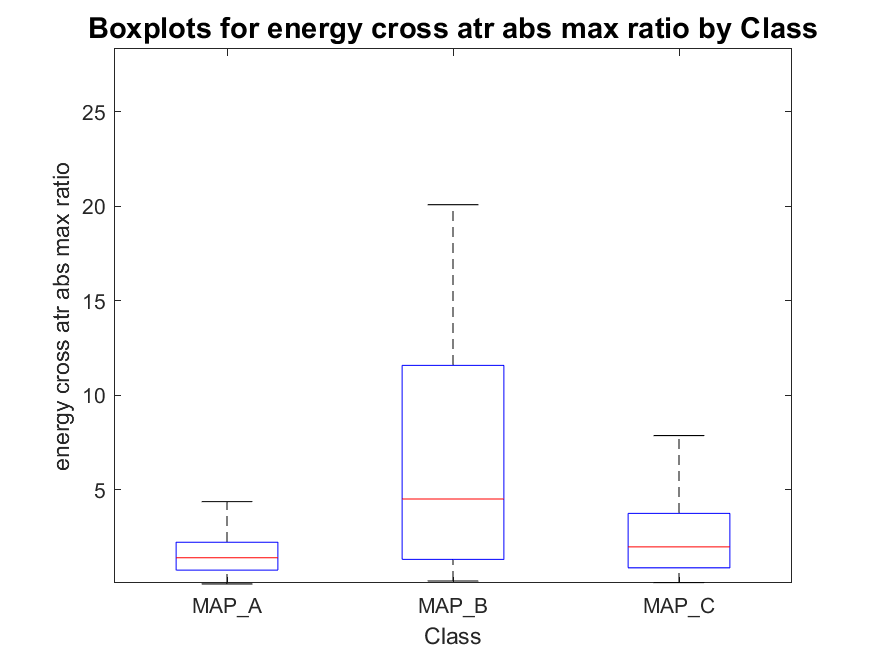 Boxplots for energy cross atr abs max ratio by Class
energy cross atr abs max ratio
25
20
15
10
5
MAP_A
MAP_B
MAP_C
Class